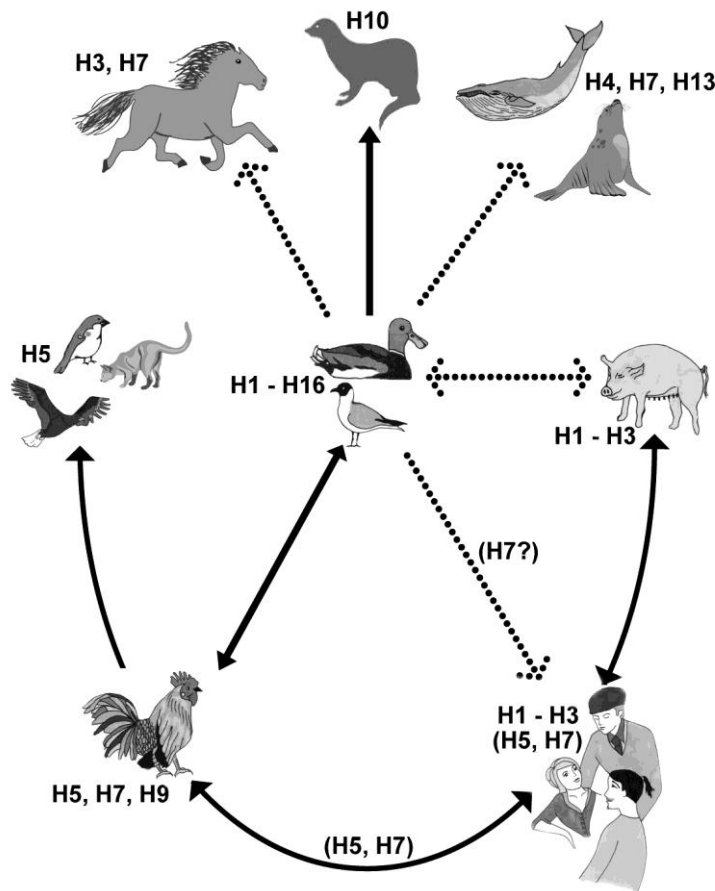 H10
H3, H7
H4, H7, H13
H5
H1 - H16
H1 - H3
(H7?)
H1 - H3
(H5, H7)
H5, H7, H9
(H5, H7)